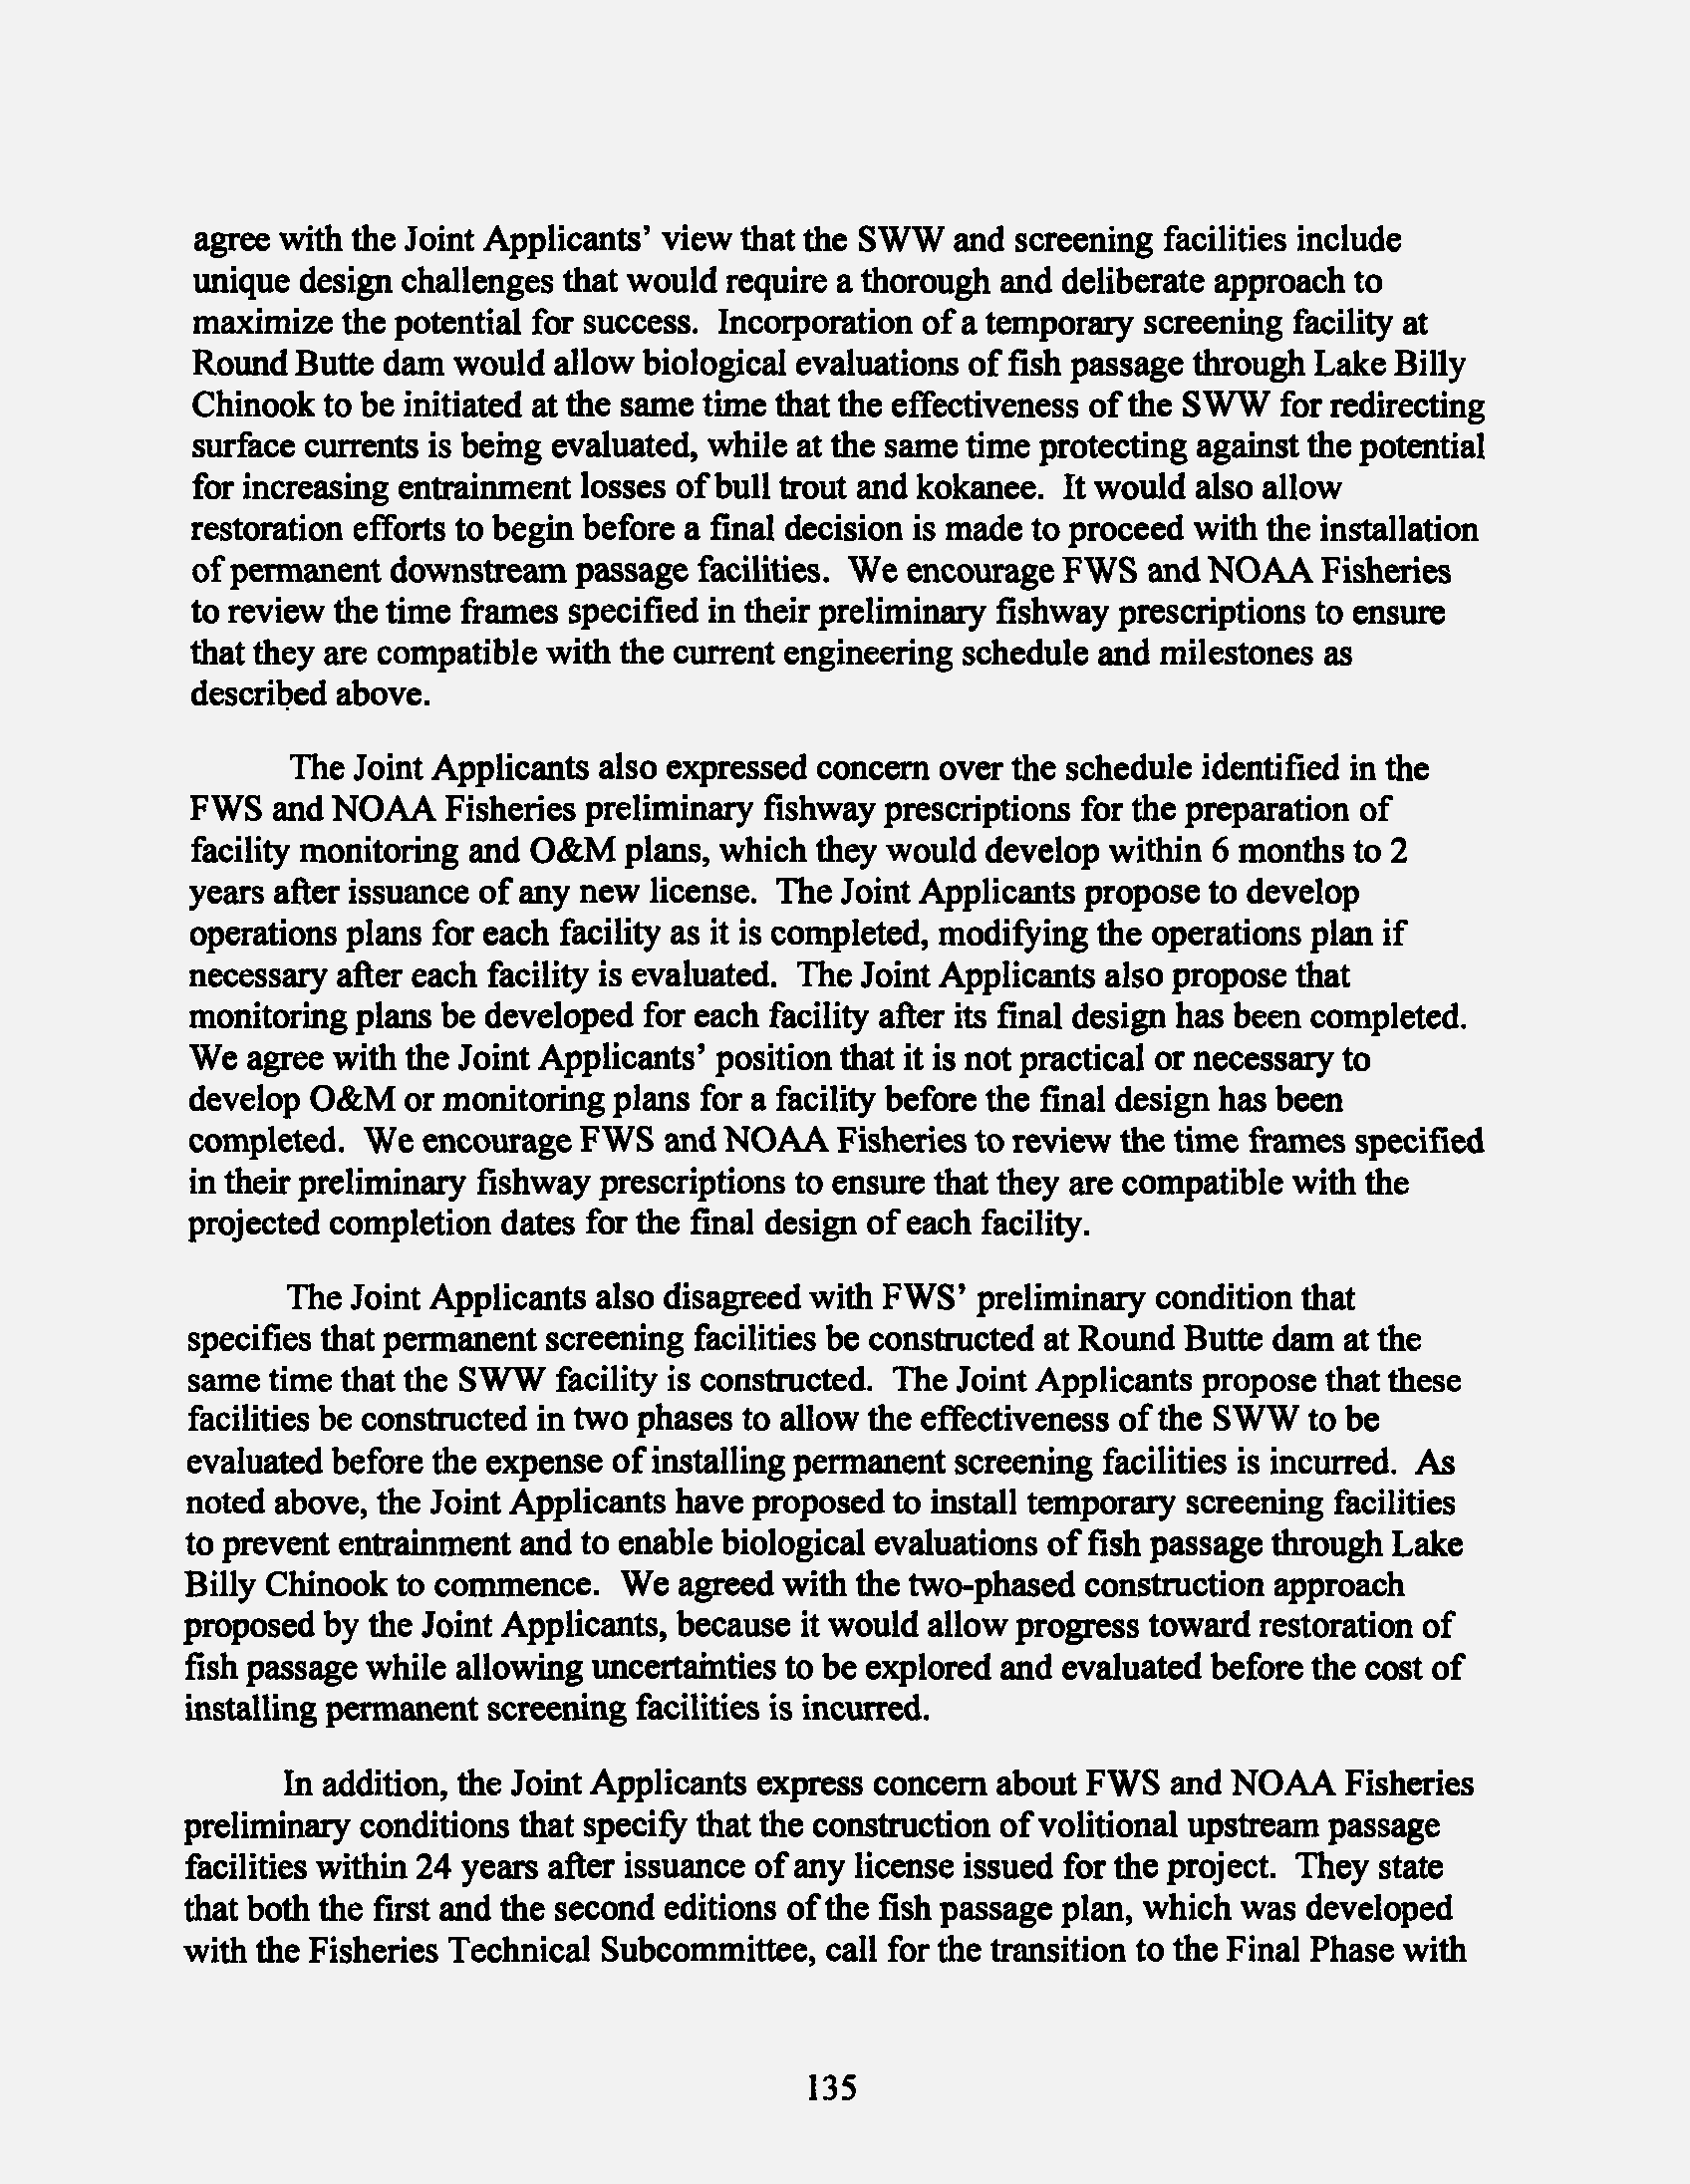 agree with the Joint Applicants’ view that the SWW and screening facilities include
unique design challenges that would require a thorough and deliberate approach to
maximize the potential for success.  Incorporation of a temporary screening facility at
Round Butte dam would allow biological evaluations of fish passage through Lake Billy
Chinook to be initiated at the same time that the effectiveness of the SWW for redirecting
surface currents is being evaluated, while at the same time protecting against the potential
for increasing entrainment losses of bull trout and kokanee.  It would also allow
restoration efforts to begin before a final decision is made to proceed with the installation
of permanent downstream passage facilities.  We encourage FWS and NOAA Fisheries
to review the time frames specified in their preliminary fishway prescriptions to ensure
that they are compatible with the current engineering schedule and milestones as
described above.
The Joint Applicants also expressed concern over the schedule identified in the
FWS and NOAA Fisheries preliminary fishway prescriptions for the preparation of
facility monitoring and O&M plans, which they would develop within 6 months to 2
years after issuance of any new license.  The Joint Applicants propose to develop
operations plans for each facility as it is completed, modifying the operations plan if
necessary after each facility is evaluated.  The Joint Applicants also propose that
monitoring plans be developed for each facility after its final design has been completed.
We agree with the Joint Applicants’ position that it is not practical or necessary to
develop O&M or monitoring plans for a facility before the final design has been
completed.  We encourage FWS and NOAA Fisheries to review the time frames specified
in their preliminary fishway prescriptions to ensure that they are compatible with the
projected completion dates for the final design of each facility.
The Joint Applicants also disagreed with FWS’ preliminary condition that
specifies that permanent screening facilities be constructed at Round Butte dam at the
same time that the SWW facility is constructed.  The Joint Applicants propose that these
facilities be constructed in two phases to allow the effectiveness of the SWW to be
evaluated before the expense of installing permanent screening facilities is incurred.  As
noted above, the Joint Applicants have proposed to install temporary screening facilities
to prevent entrainment and to enable biological evaluations of fish passage through Lake
Billy Chinook to commence.  We agreed with the two-phased construction approach
proposed by the Joint Applicants, because it would allow progress toward restoration of
fish passage while allowing uncertainties to be explored and evaluated before the cost of
installing permanent screening facilities is incurred.
In addition, the Joint Applicants express concern about FWS and NOAA Fisheries
preliminary conditions that specify that the construction of volitional upstream passage
facilities within 24 years after issuance of any license issued for the project.  They state
that both the first and the second editions of the fish passage plan, which was developed
with the Fisheries Technical Subcommittee, call for the transition to the Final Phase with
135